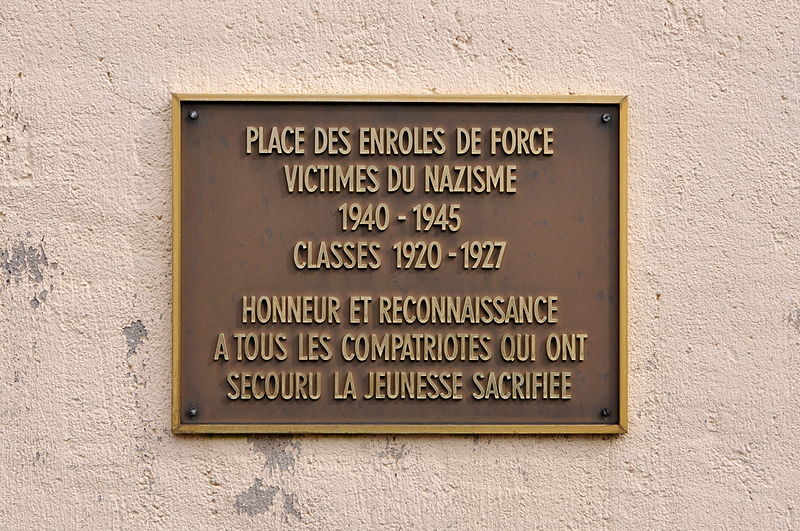 PLACE DES ENROLES DE FORCE
VICTIMES DU NAZISME
1940 - 1945
CLASSES 1920 - 1927
HONNEUR ET RECONNAISSANCE
A TOUS LES COMPATRIOTES QUI ONT
SECOURU LA JEUNESSE SACRIFIEE